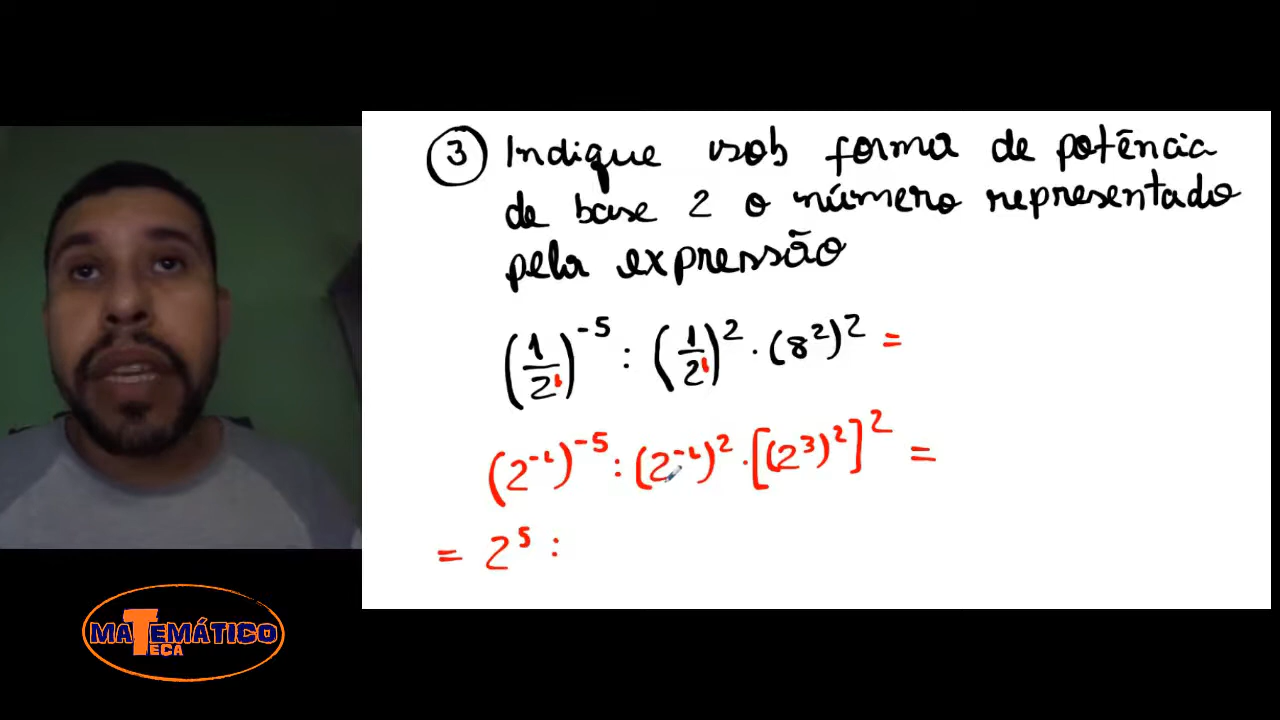 3 Indique sob forma de potência
de base 2 o número representado
pela expressão
(1/2¹)⁻⁵ : (1/2¹)² · (8²)² =
(2⁻¹)⁻⁵ : (2⁻¹)² · [(2³)²]² =
= 2⁵ :
MATEMÁTICO
TECA